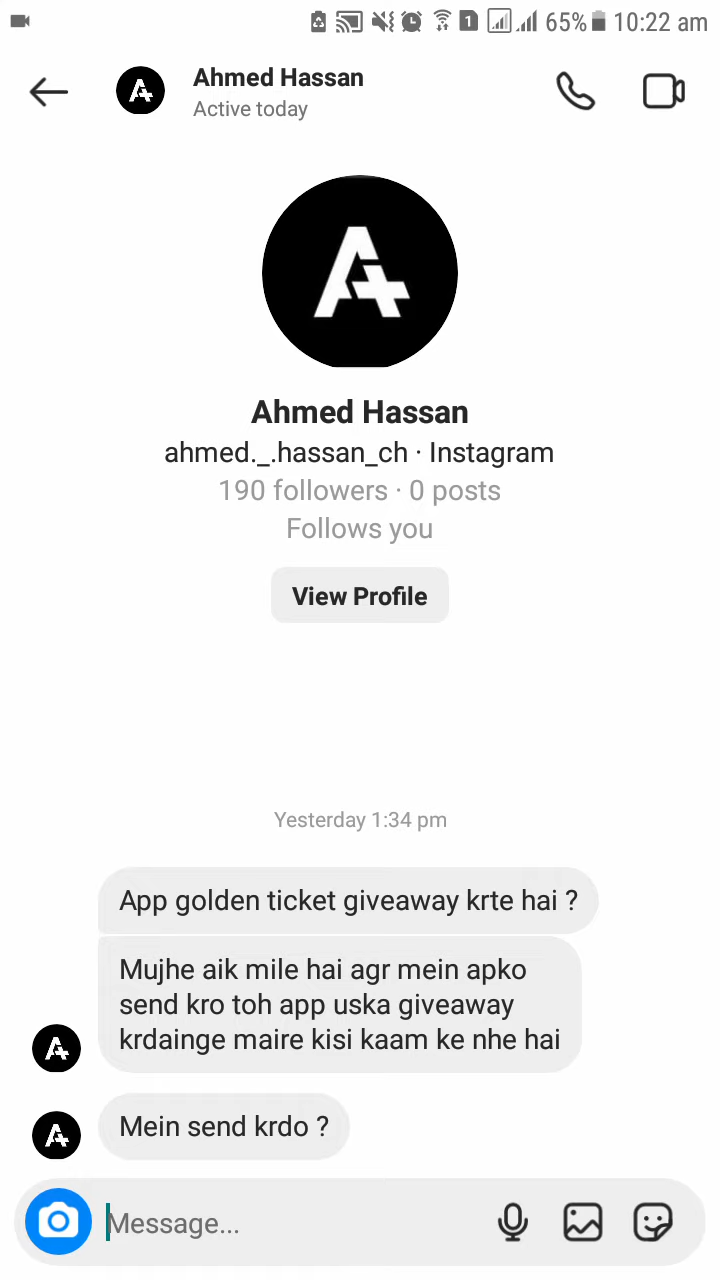 1 65% 10:22 am
Ahmed Hassan
Active today
Ahmed Hassan
ahmed._.hassan_ch · Instagram
190 followers · 0 posts
Follows you
View Profile
Yesterday 1:34 pm
App golden ticket giveaway krte hai ?
Mujhe aik mile hai agr mein apko
send kro toh app uska giveaway
krdainge maire kisi kaam ke nhe hai
Mein send krdo ?
Message...